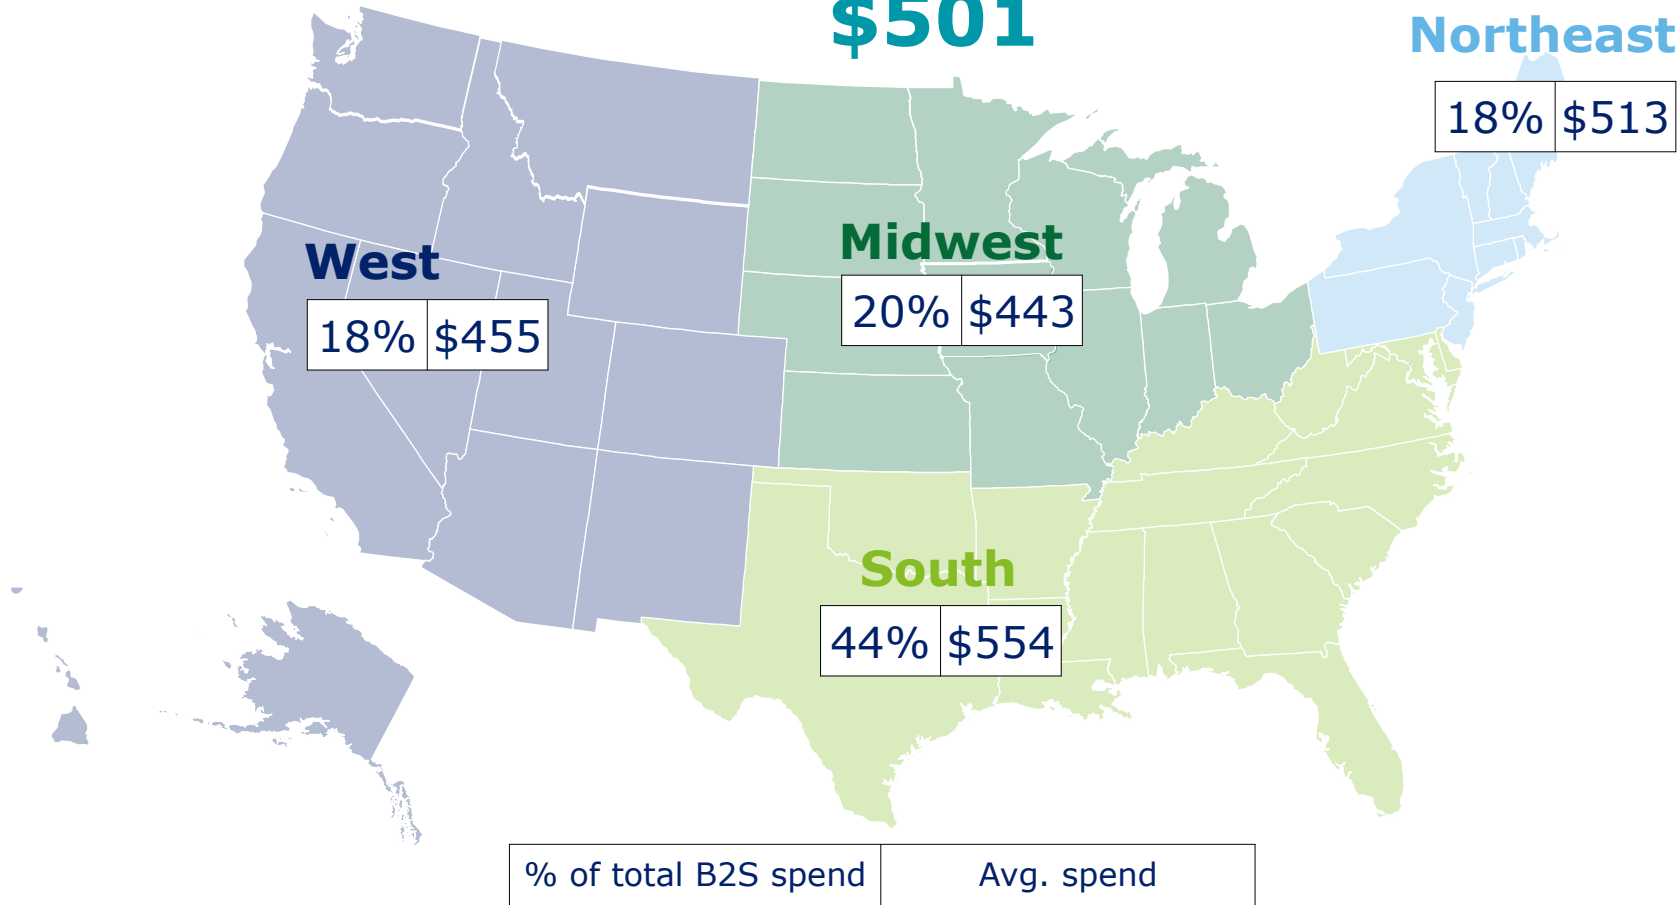 $501
Northeast
18% $513
West
18% $455
Midwest
20% $443
South
44% $554
% of total B2S spend Avg. spend